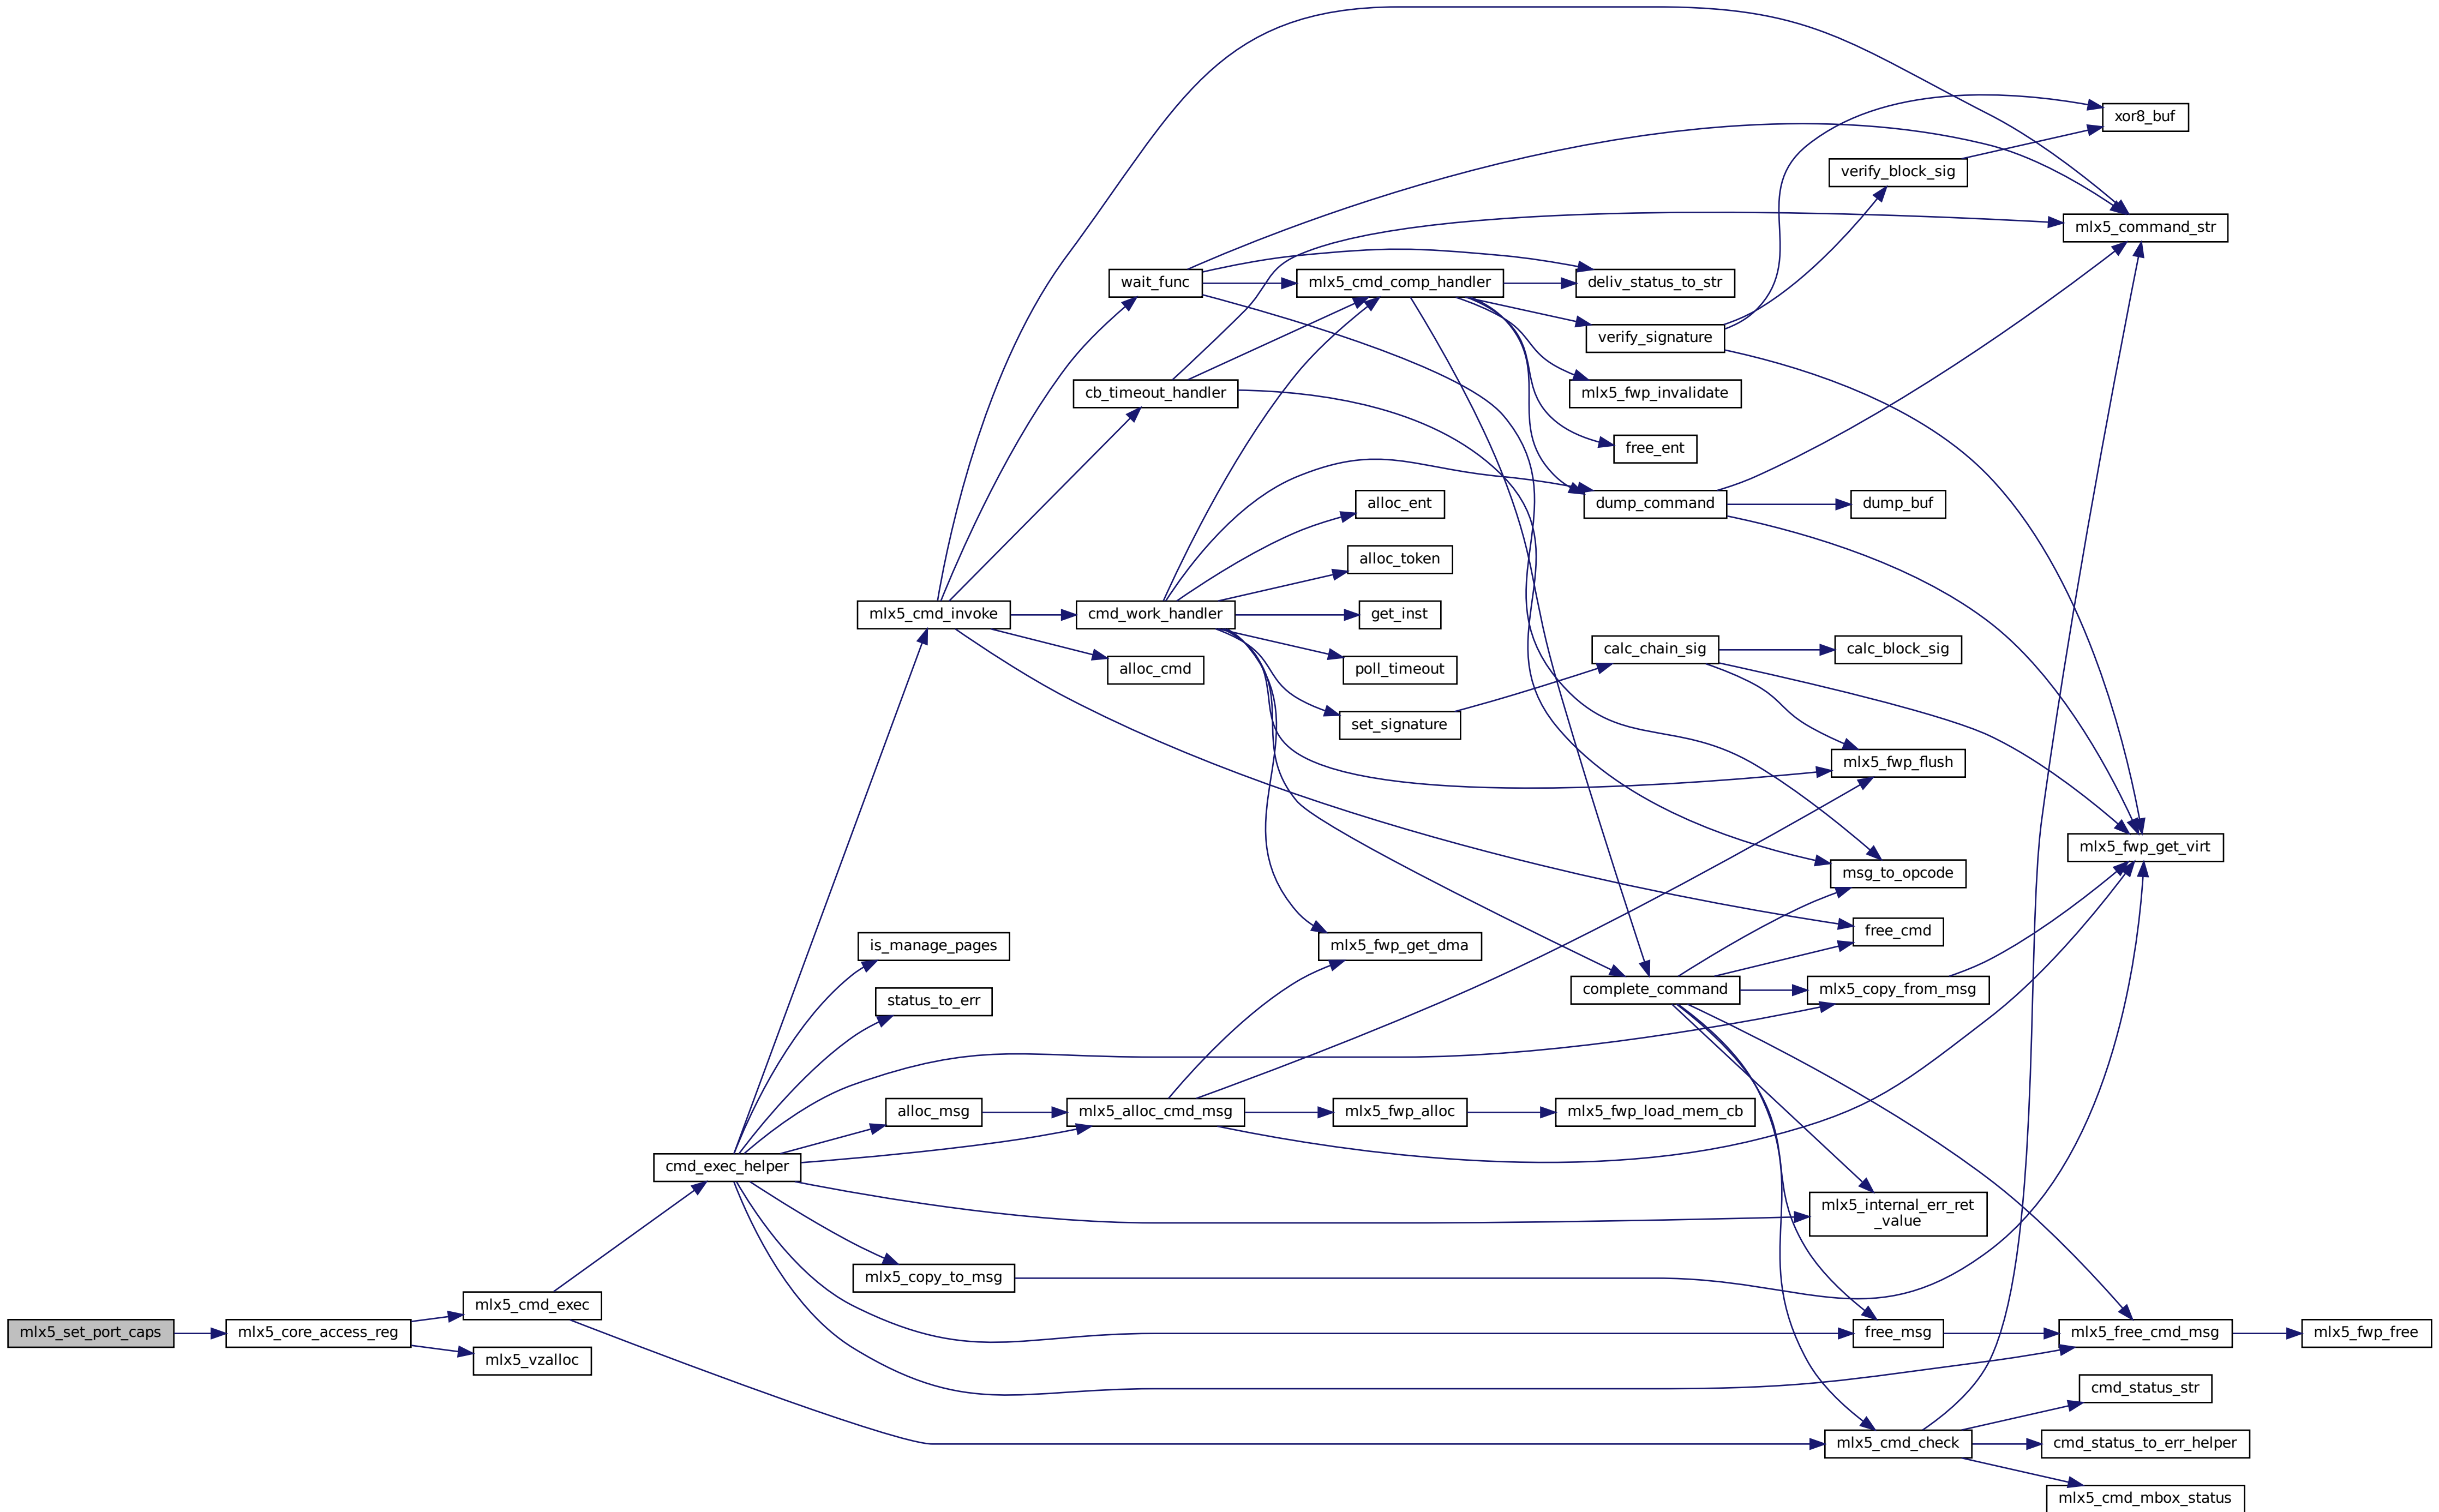 xor8_buf
verify_block_sig
mlx5_command_str
wait_func
mlx5_cmd_comp_handler
deliv_status_to_str
verify_signature
cb_timeout_handler
mlx5_fwp_invalidate
free_ent
alloc_ent
dump_command
dump_buf
alloc_token
mlx5_cmd_invoke
cmd_work_handler
get_inst
calc_chain_sig
calc_block_sig
alloc_cmd
poll_timeout
set_signature
mlx5_fwp_flush
mlx5_fwp_get_virt
msg_to_opcode
free_cmd
is_manage_pages
mlx5_fwp_get_dma
status_to_err
complete_command
mlx5_copy_from_msg
alloc_msg
mlx5_alloc_cmd_msg
mlx5_fwp_alloc
mlx5_fwp_load_mem_cb
cmd_exec_helper
mlx5_internal_err_ret
_value
mlx5_copy_to_msg
mlx5_cmd_exec
mlx5_set_port_caps
mlx5_core_access_reg
free_msg
mlx5_free_cmd_msg
mlx5_fwp_free
mlx5_vzalloc
cmd_status_str
mlx5_cmd_check
cmd_status_to_err_helper
mlx5_cmd_mbox_status